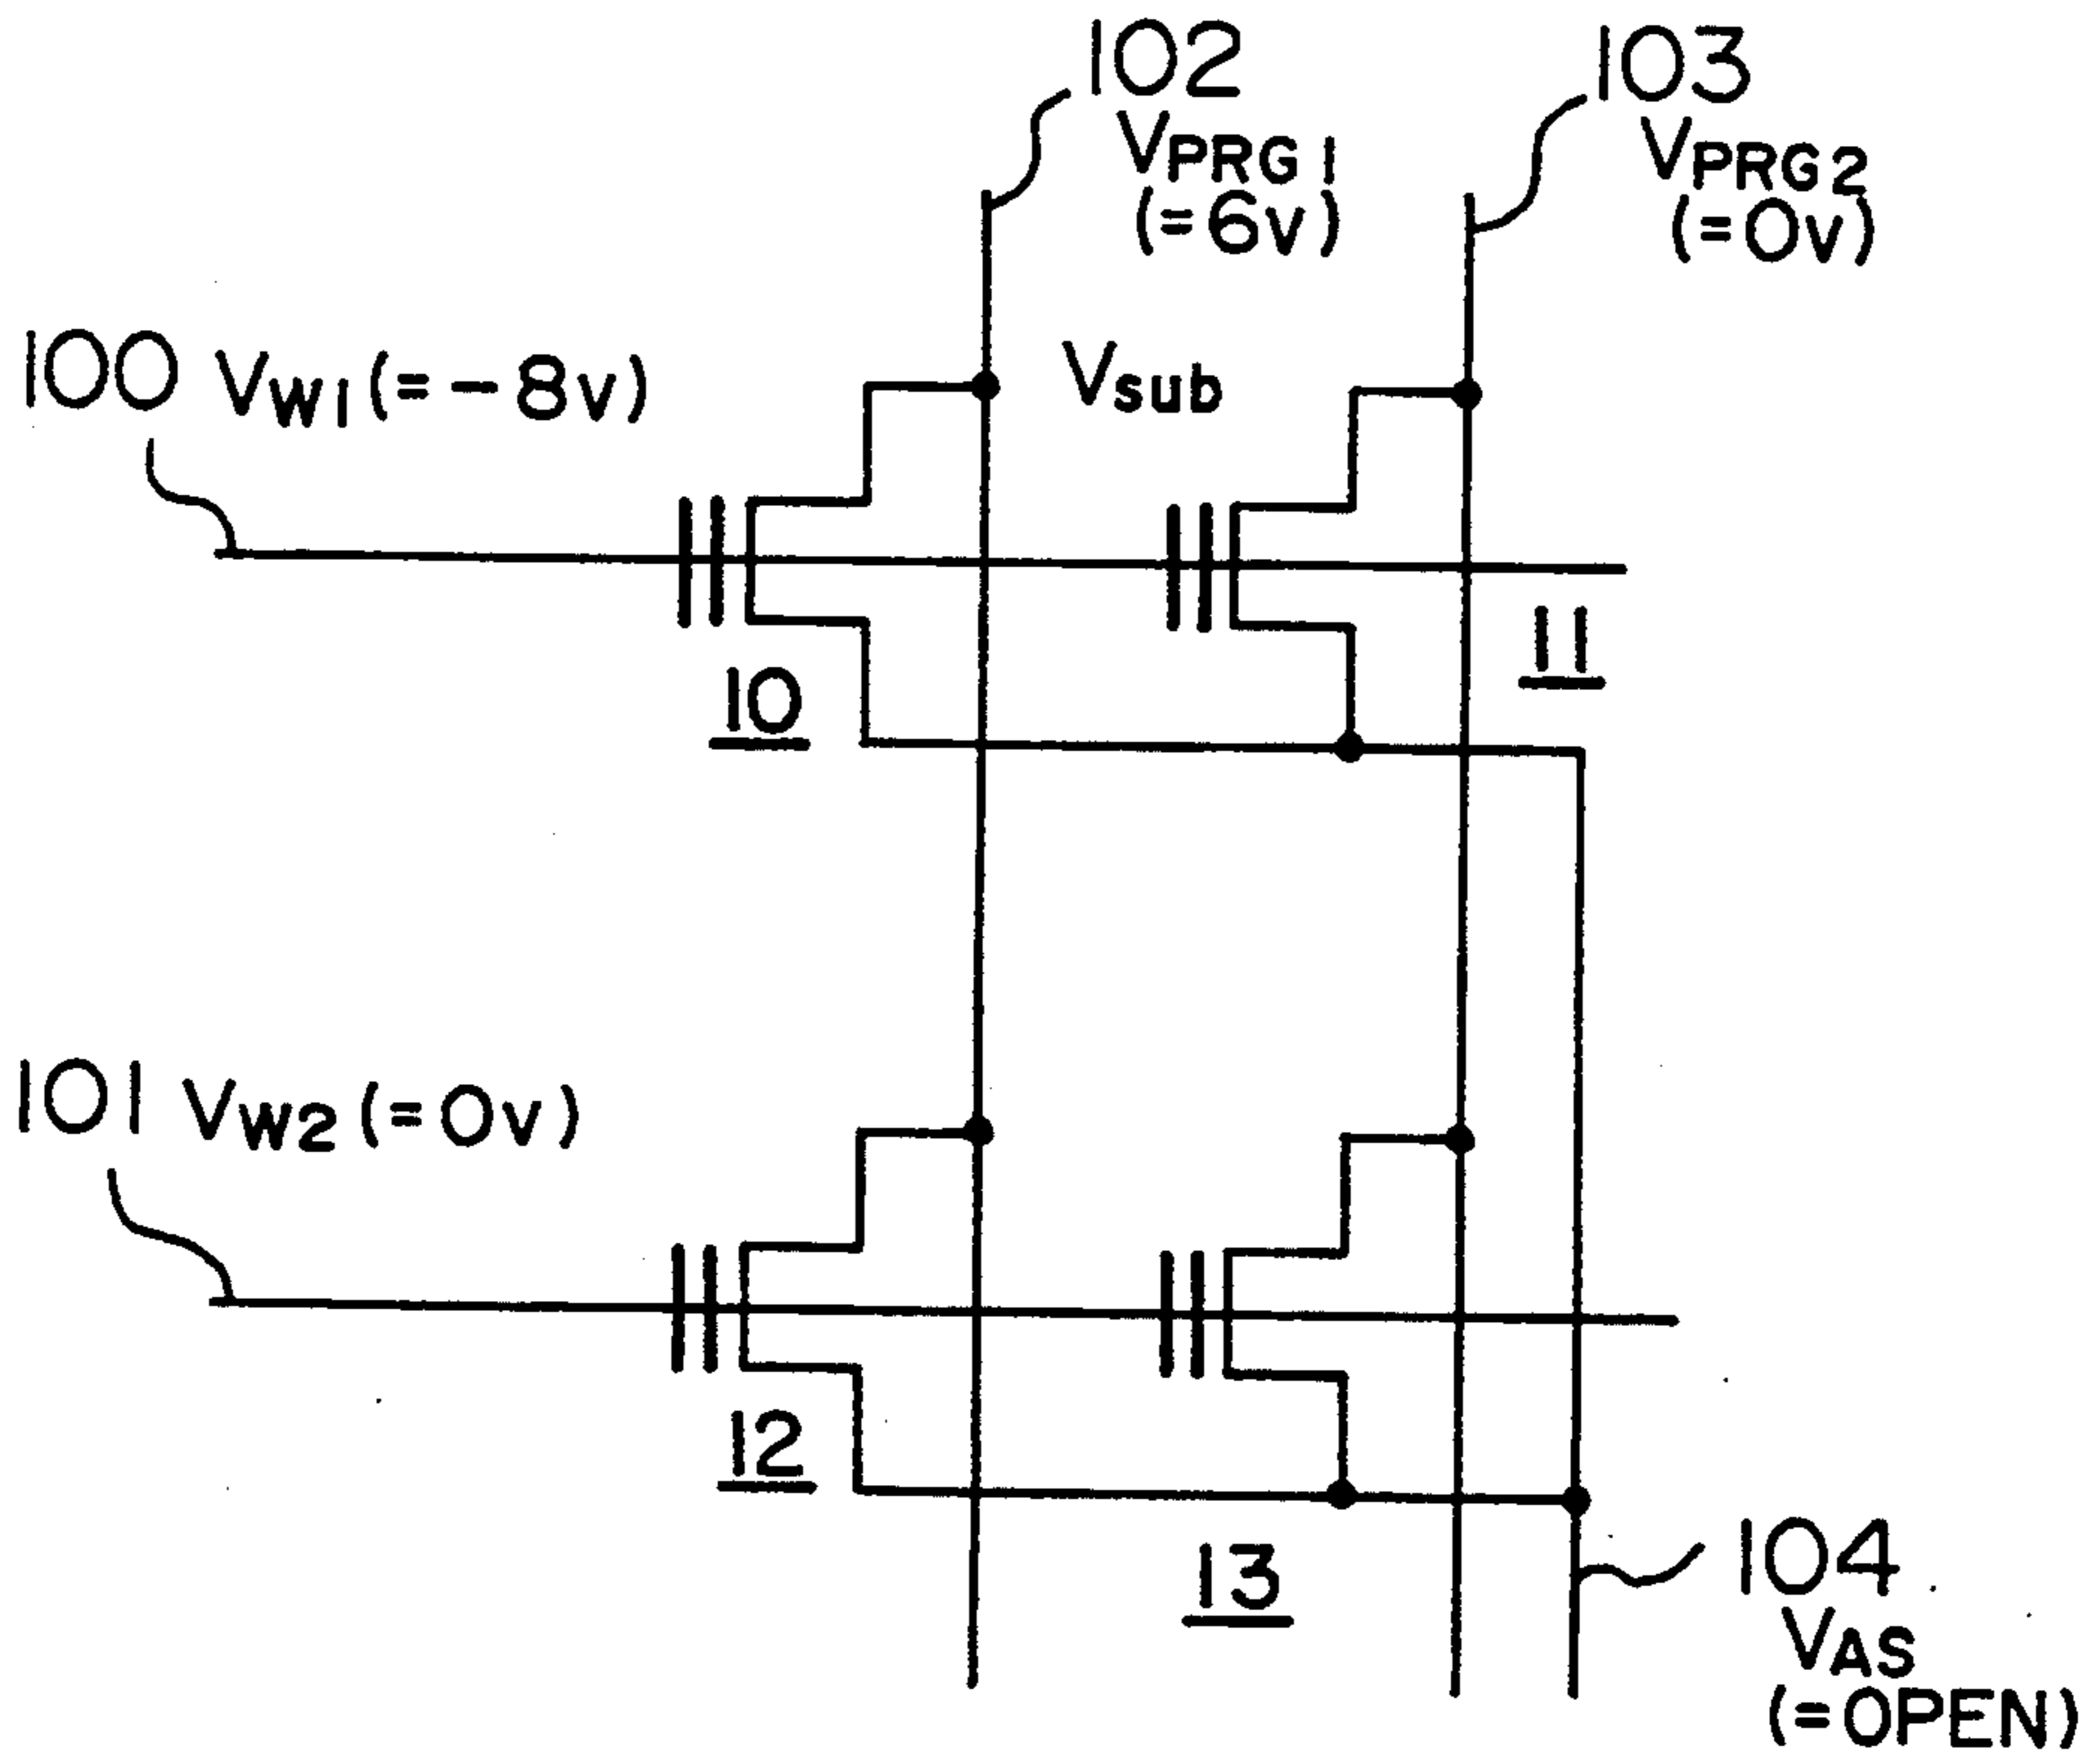 102
VPRG1
(=6V)
103
VPRG2
(=0V)
100 VW1(=-8V)
Vsub
10
11
101 VW2(=0V)
12
13
104
VAS
(=OPEN)